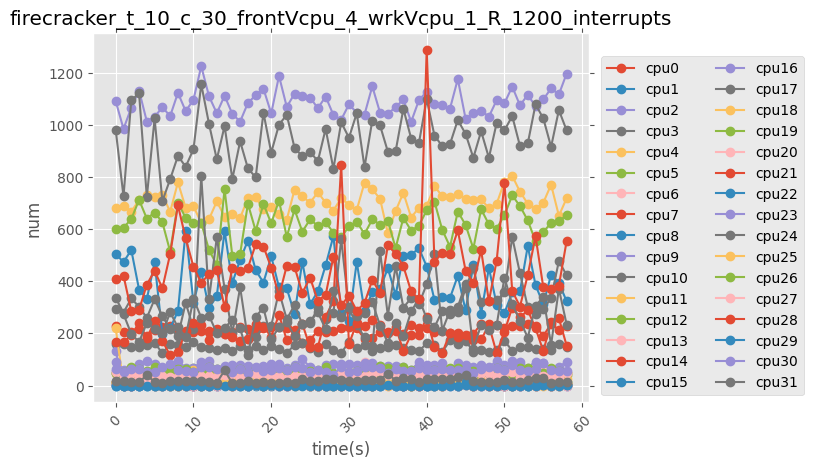 firecracker_t_10_c_30_frontVcpu_4_wrkVcpu_1_R_1200_interrupts
1200
1000
800
600
400
200
0
num
0
10
20
30
40
50
60
time(s)
cpu0
cpu1
cpu2
cpu3
cpu4
cpu5
cpu6
cpu7
cpu8
cpu9
cpu10
cpu11
cpu12
cpu13
cpu14
cpu15
cpu16
cpu17
cpu18
cpu19
cpu20
cpu21
cpu22
cpu23
cpu24
cpu25
cpu26
cpu27
cpu28
cpu29
cpu30
cpu31